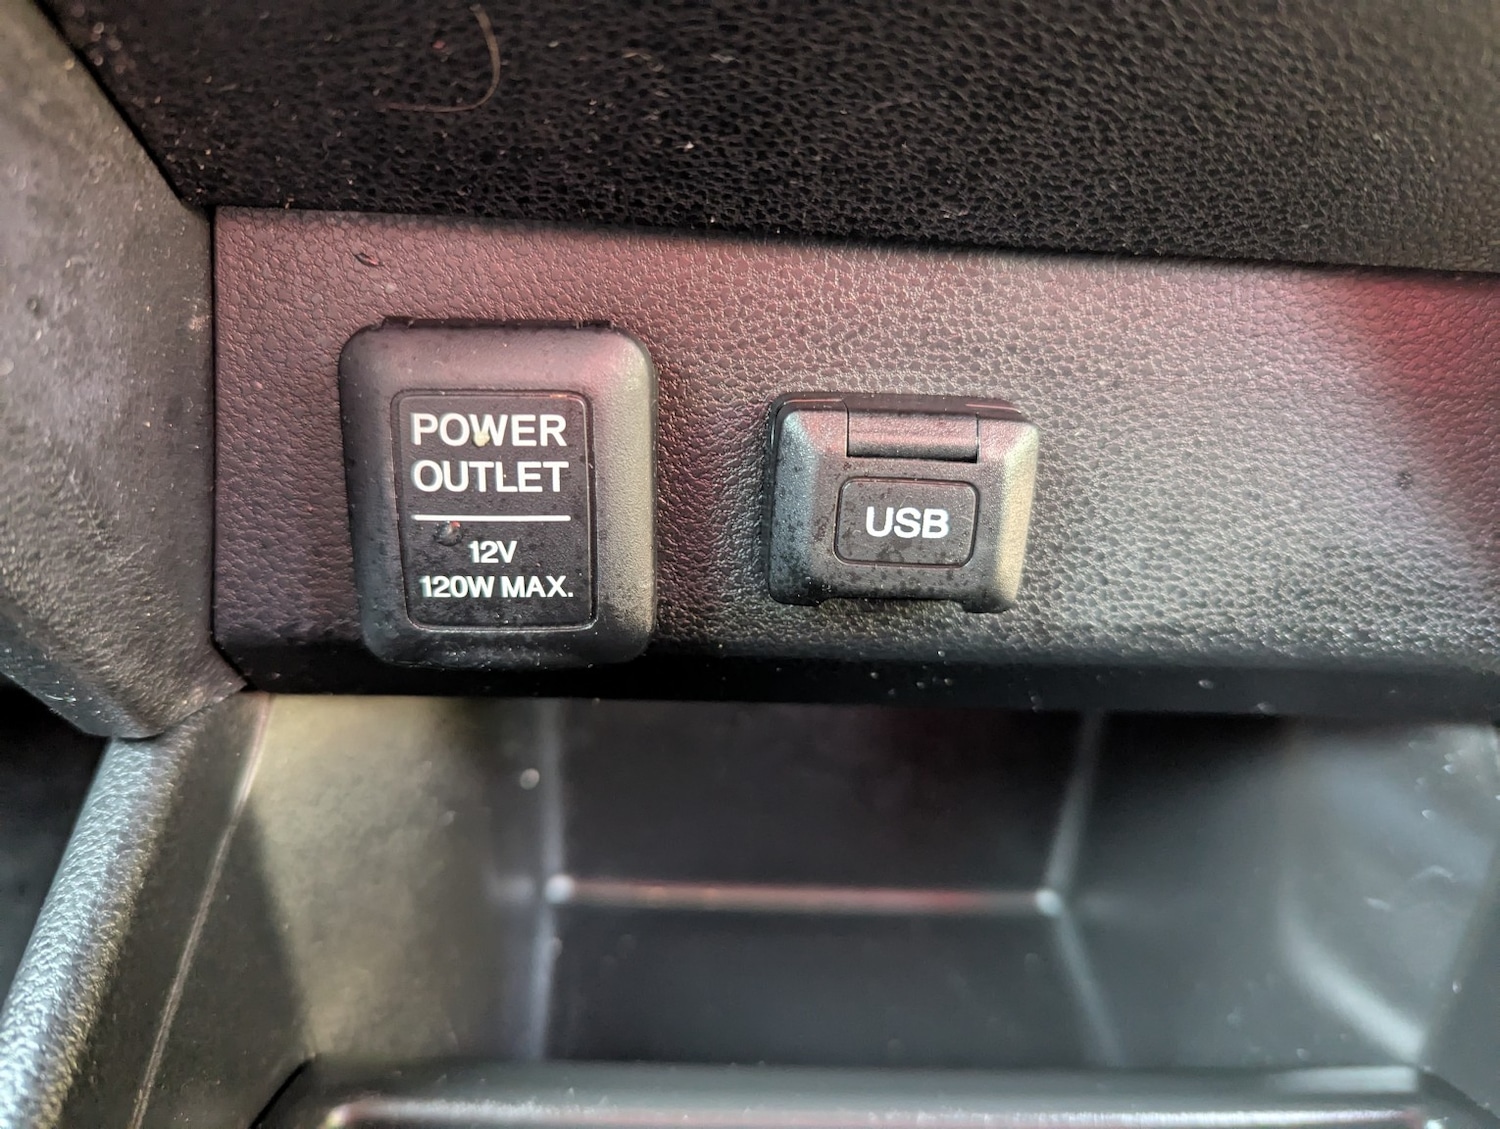 POWER
OUTLET
12V
120W MAX.
USB